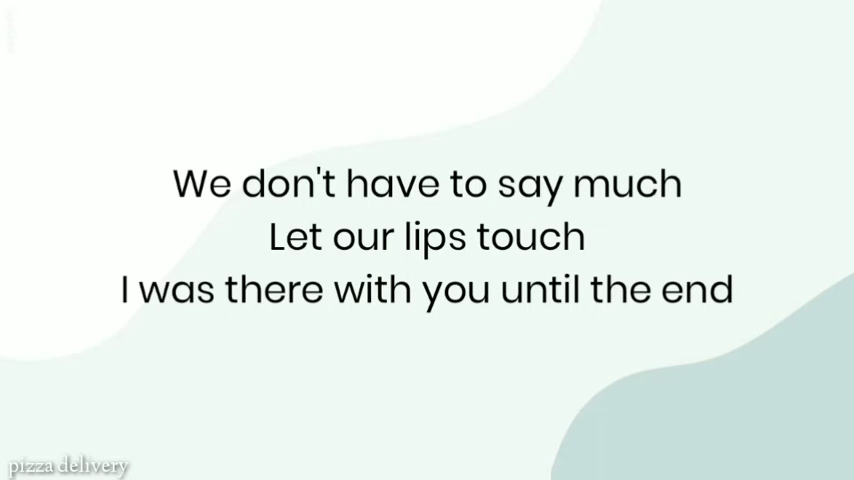 We don't have to say much
Let our lips touch
I was there with you until the end
pizza delivery